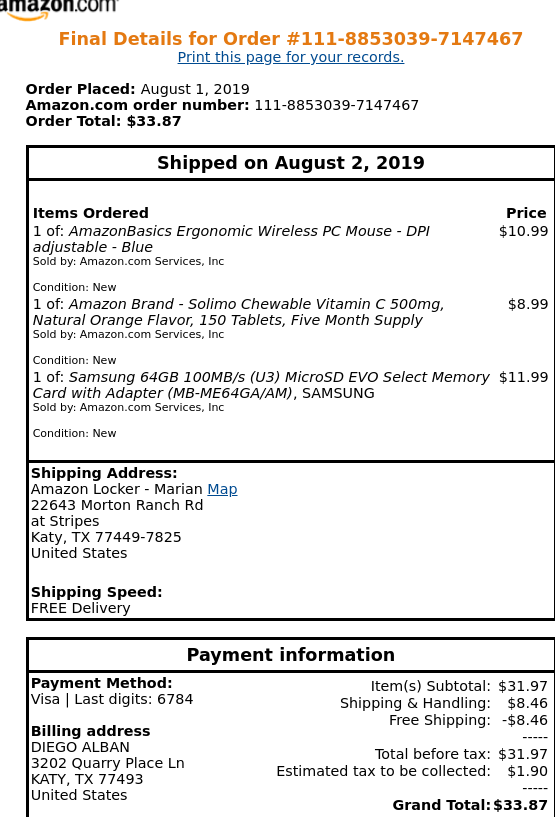 amazon.com
Final Details for Order #111-8853039-7147467
Print this page for your records.
Order Placed: August 1, 2019
Amazon.com order number: 111-8853039-7147467
Order Total: $33.87
Shipped on August 2, 2019
Items Ordered Price
1 of: AmazonBasics Ergonomic Wireless PC Mouse - DPI $10.99
adjustable - Blue
Sold by: Amazon.com Services, Inc
Condition: New
1 of: Amazon Brand - Solimo Chewable Vitamin C 500mg, $8.99
Natural Orange Flavor, 150 Tablets, Five Month Supply
Sold by: Amazon.com Services, Inc
Condition: New
1 of: Samsung 64GB 100MB/s (U3) MicroSD EVO Select Memory $11.99
Card with Adapter (MB-ME64GA/AM), SAMSUNG
Sold by: Amazon.com Services, Inc
Condition: New
Shipping Address:
Amazon Locker - Marian Map
22643 Morton Ranch Rd
at Stripes
Katy, TX 77449-7825
United States
Shipping Speed:
FREE Delivery
Payment information
Payment Method:
Visa | Last digits: 6784
Billing address
DIEGO ALBAN
3202 Quarry Place Ln
KATY, TX 77493
United States
Item(s) Subtotal: $31.97
Shipping & Handling: $8.46
Free Shipping: -$8.46
-----
Total before tax: $31.97
Estimated tax to be collected: $1.90
-----
Grand Total: $33.87